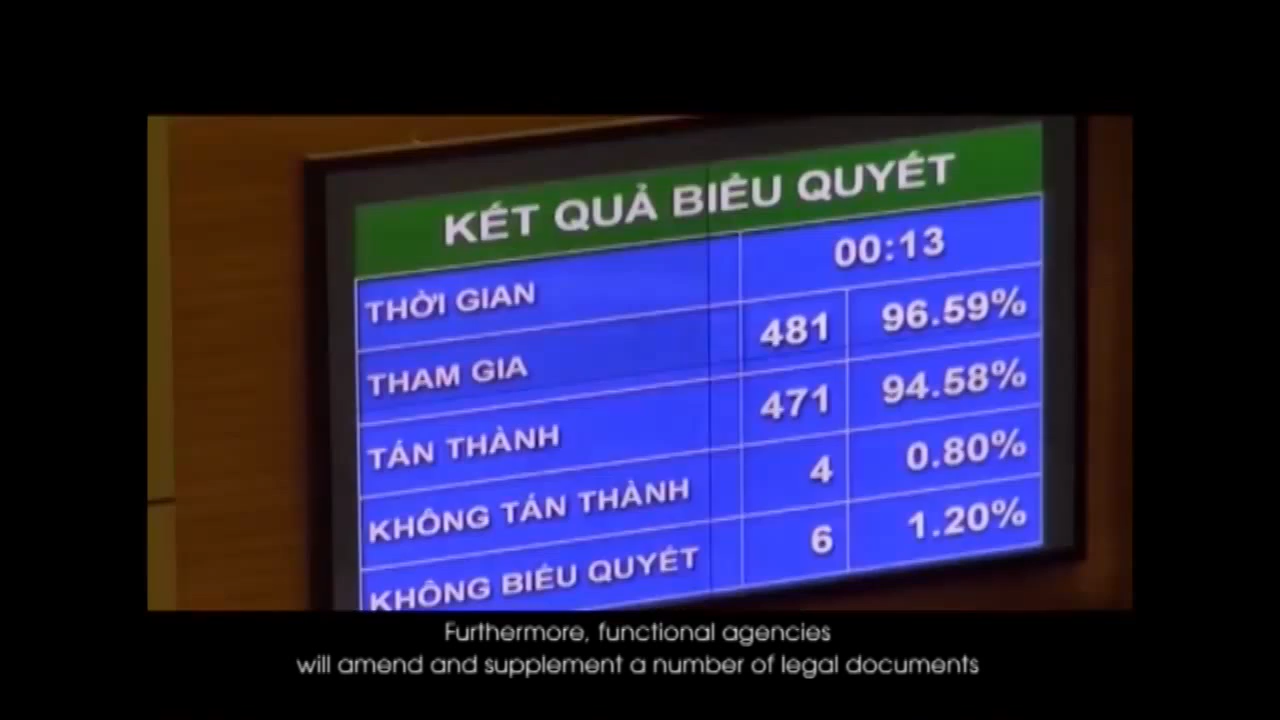 KẾT QUẢ BIỂU QUYẾT
THỜI GIAN 00:13
THAM GIA 481 96.59%
TÁN THÀNH 471 94.58%
KHÔNG TÁN THÀNH 4 0.80%
KHÔNG BIỂU QUYẾT 6 1.20%
Furthermore, functional agencies
will amend and supplement a number of legal documents